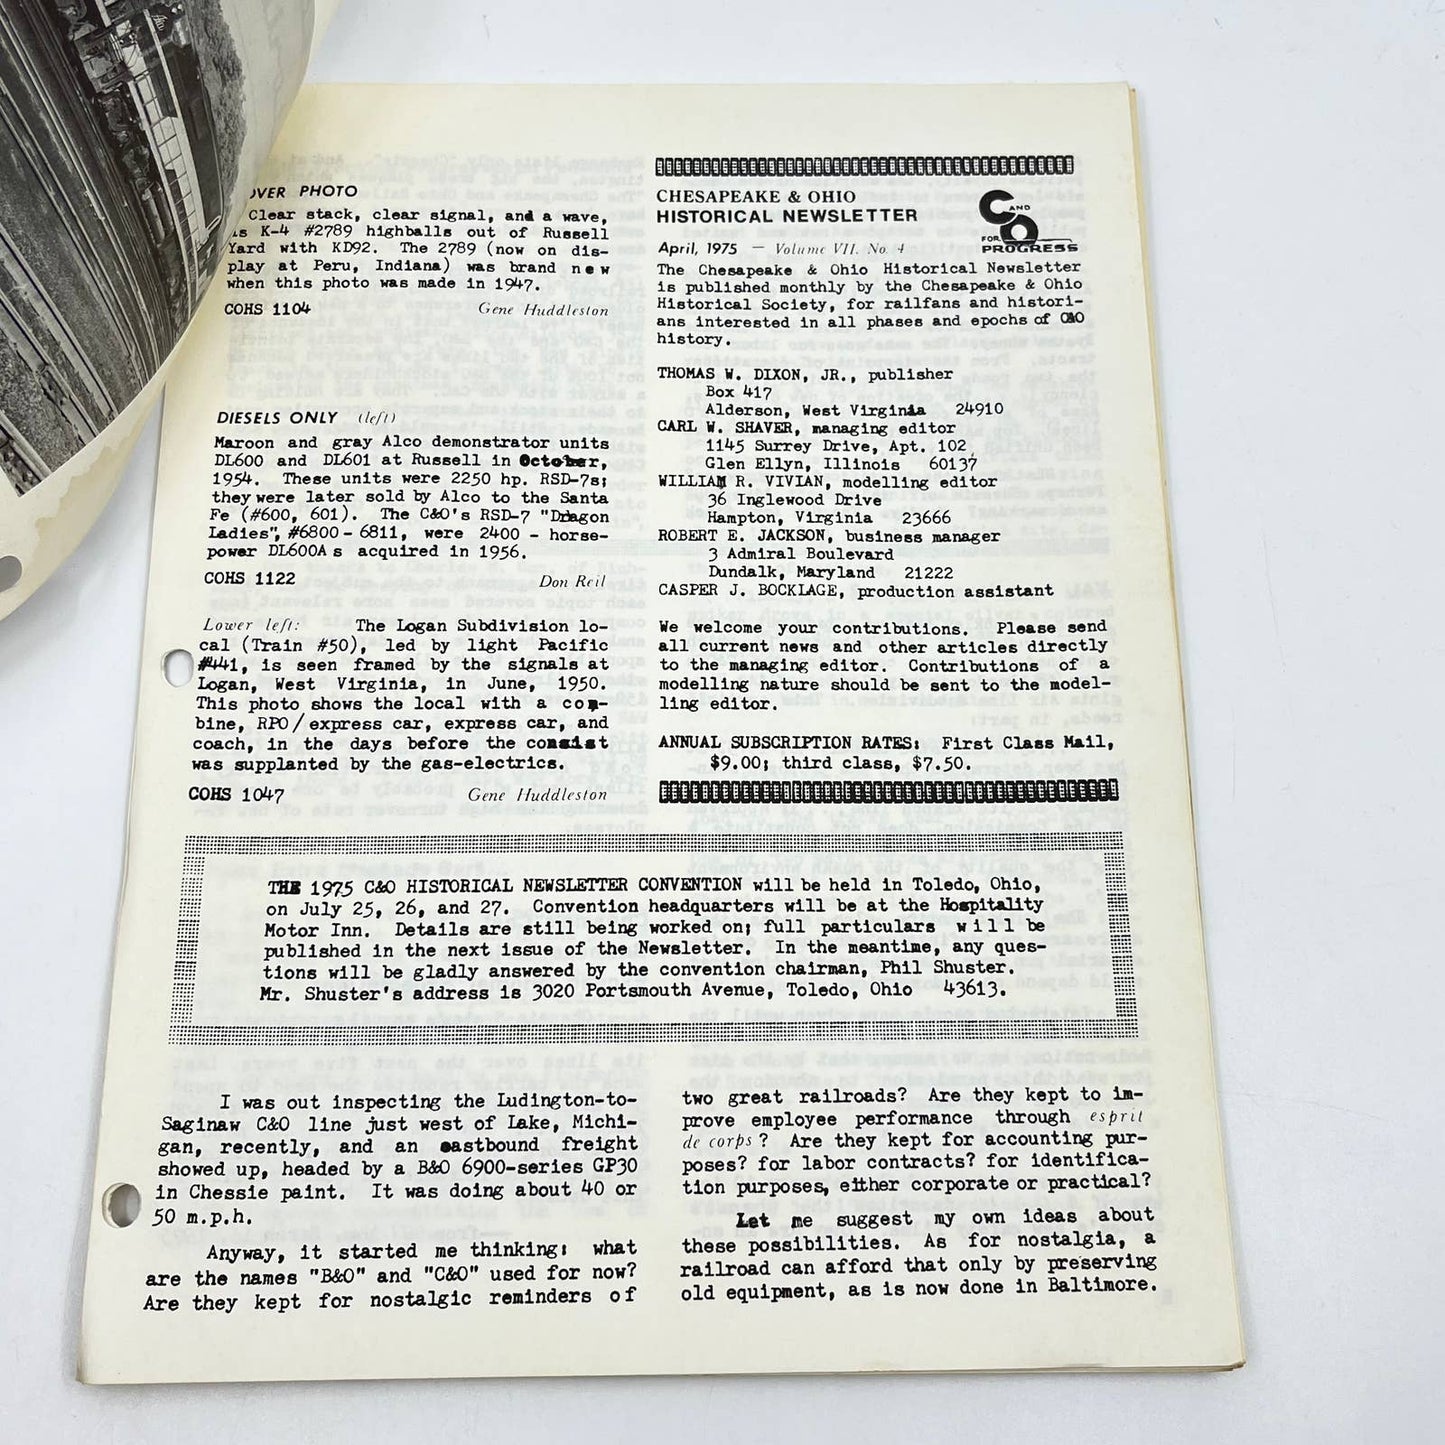 OVER PHOTO
Clear stack, clear signal, and a wave,
K-4 #2789 highballs out of Russell
Yard with KD92. The 2789 (now on dis-
play at Peru, Indiana) was brand new
when this photo was made in 1947.
COHS 1104 Gene Huddleston
DIESELS ONLY (left)
Maroon and gray Alco demonstrator units
DL600 and DL601 at Russell in October,
1954. These units were 2250 hp. RSD-7s;
they were later sold by Alco to the Santa
Fe (#600, 601). The C&O's RSD-7 "Dragon
Ladies", #6800-6811, were 2400-horse-
power DL600As acquired in 1956.
COHS 1122 Don Reil
Lower left: The Logan Subdivision lo-
cal (Train #50), led by light Pacific
#441, is seen framed by the signals at
Logan, West Virginia, in June, 1950.
This photo shows the local with a com-
bine, RPO/express car, express car, and
coach, in the days before the consist
was supplanted by the gas-electrics.
COHS 1047 Gene Huddleston
CHESAPEAKE & OHIO
HISTORICAL NEWSLETTER
C AND O
FOR
PROGRESS
April, 1975 — Volume VII. No. 4
The Chesapeake & Ohio Historical Newsletter
is published monthly by the Chesapeake & Ohio
Historical Society, for railfans and histori-
ans interested in all phases and epochs of C&O
history.
THOMAS W. DIXON, JR., publisher
Box 417
Alderson, West Virginia 24910
CARL W. SHAVER, managing editor
1145 Surrey Drive, Apt. 102
Glen Ellyn, Illinois 60137
WILLIAM R. VIVIAN, modelling editor
36 Inglewood Drive
Hampton, Virginia 23666
ROBERT E. JACKSON, business manager
3 Admiral Boulevard
Dundalk, Maryland 21222
CASPER J. BOCKLAGE, production assistant
We welcome your contributions. Please send
all current news and other articles directly
to the managing editor. Contributions of a
modelling nature should be sent to the model-
ling editor.
ANNUAL SUBSCRIPTION RATES: First Class Mail,
$9.00; third class, $7.50.
THE 1975 C&O HISTORICAL NEWSLETTER CONVENTION will be held in Toledo, Ohio,
on July 25, 26, and 27. Convention headquarters will be at the Hospitality
Motor Inn. Details are still being worked on; full particulars will be
published in the next issue of the Newsletter. In the meantime, any ques-
tions will be gladly answered by the convention chairman, Phil Shuster.
Mr. Shuster's address is 3020 Portsmouth Avenue, Toledo, Ohio 43613.
I was out inspecting the Ludington-to-
Saginaw C&O line just west of Lake, Michi-
gan, recently, and an eastbound freight
showed up, headed by a B&O 6900-series GP30
in Chessie paint. It was doing about 40 or
50 m.p.h.
Anyway, it started me thinking: what
are the names "B&O" and "C&O" used for now?
Are they kept for nostalgic reminders of
two great railroads? Are they kept to im-
prove employee performance through esprit
de corps? Are they kept for accounting pur-
poses? for labor contracts? for identifica-
tion purposes, either corporate or practical?
Let me suggest my own ideas about
these possibilities. As for nostalgia, a
railroad can afford that only by preserving
old equipment, as is now done in Baltimore.